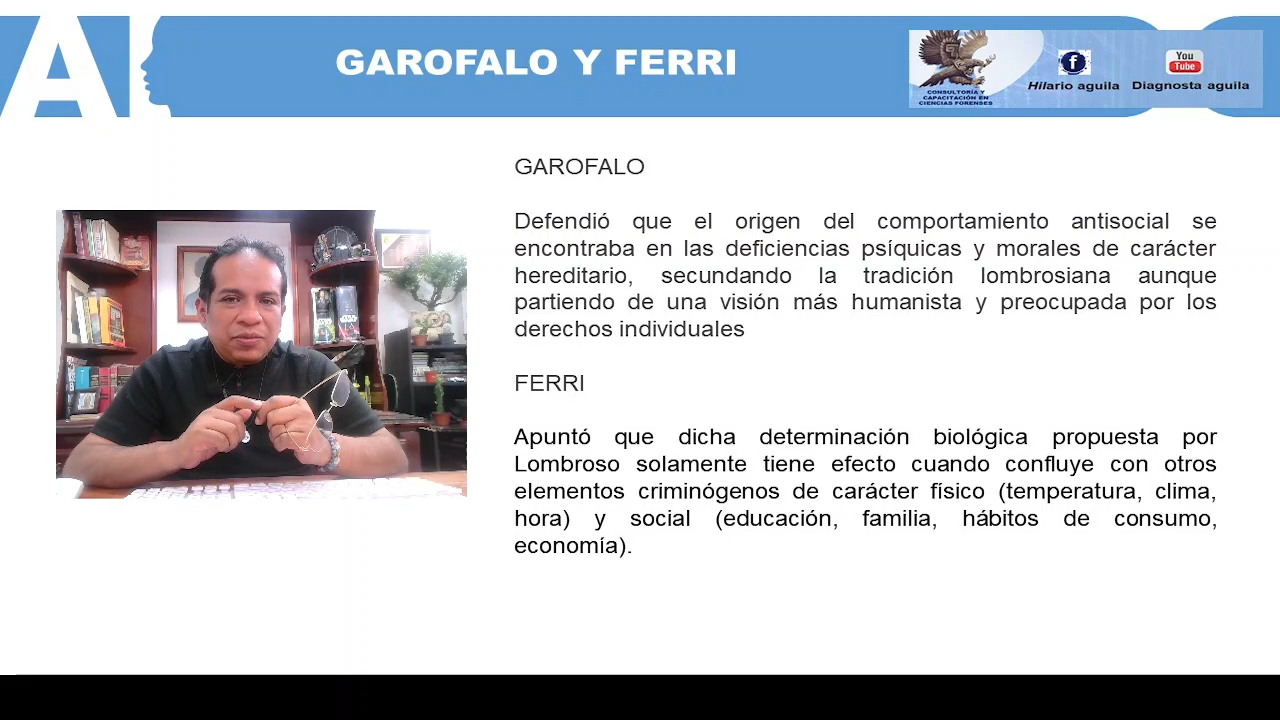 A
GAROFALO Y FERRI
CONSULTORÍA Y
CAPACITACIÓN EN
CIENCIAS FORENSES
f
Hilario aguila
You
Tube
Diagnosta aguila
GAROFALO
Defendió que el origen del comportamiento antisocial se
encontraba en las deficiencias psíquicas y morales de carácter
hereditario, secundando la tradición lombrosiana aunque
partiendo de una visión más humanista y preocupada por los
derechos individuales
FERRI
Apuntó que dicha determinación biológica propuesta por
Lombroso solamente tiene efecto cuando confluye con otros
elementos criminógenos de carácter físico (temperatura, clima,
hora) y social (educación, familia, hábitos de consumo,
economía).